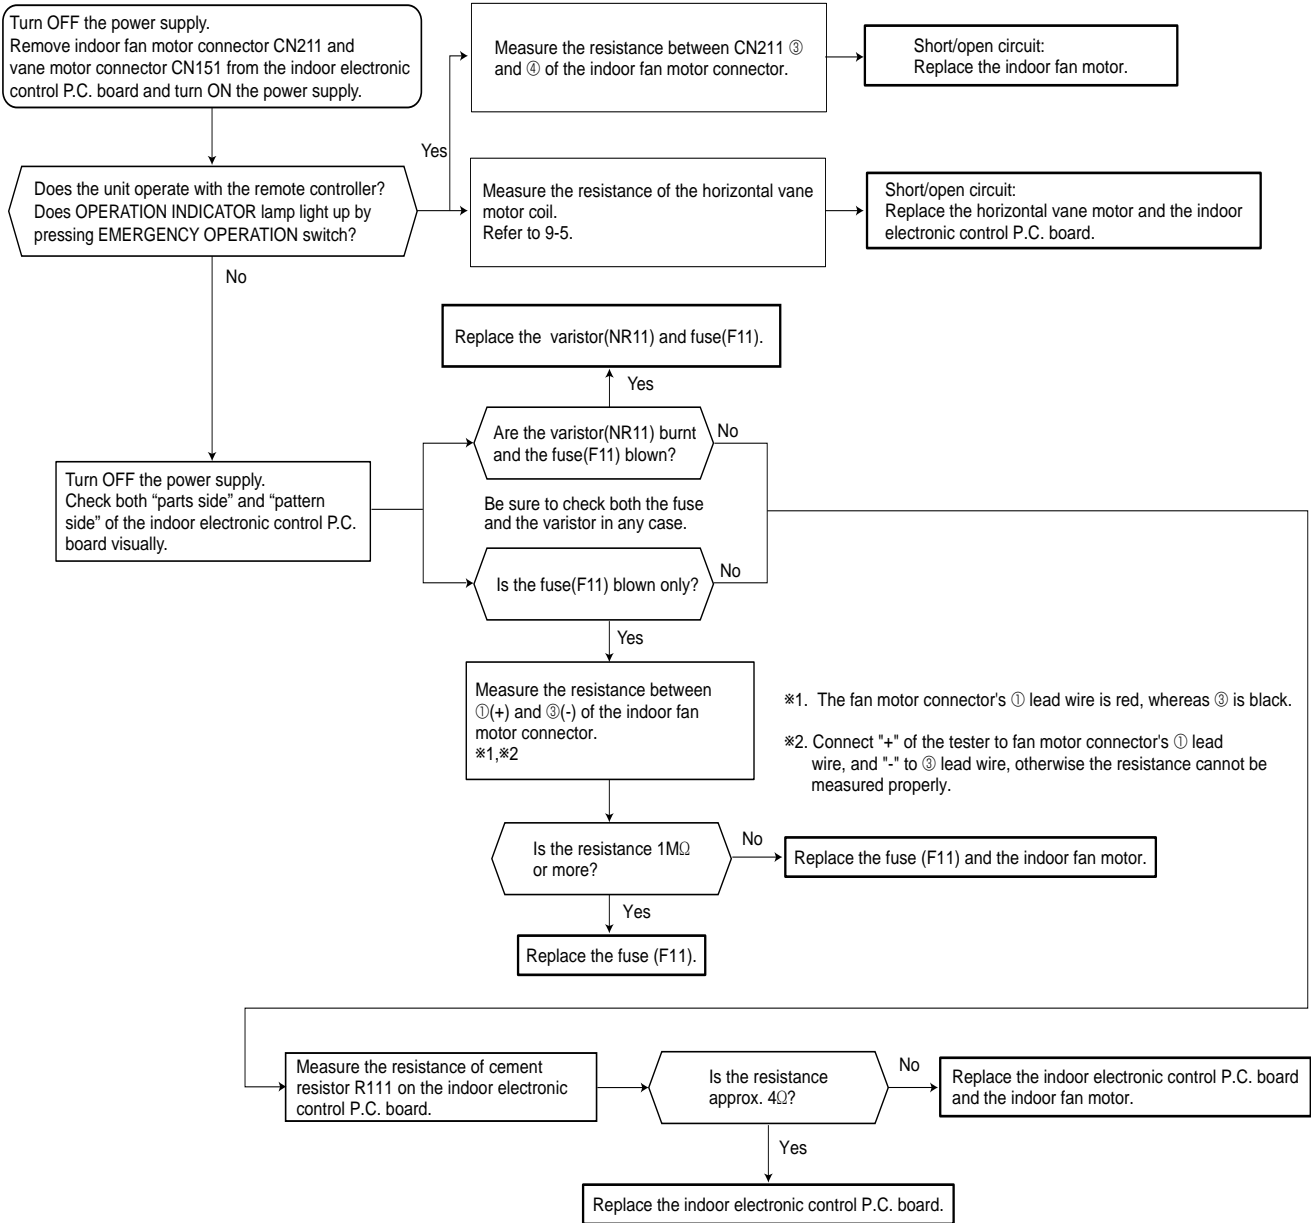 Turn OFF the power supply.
Remove indoor fan motor connector CN211 and
vane motor connector CN151 from the indoor electronic
control P.C. board and turn ON the power supply.
Measure the resistance between CN211 ③
and ④ of the indoor fan motor connector.
Short/open circuit:
Replace the indoor fan motor.
Yes
Does the unit operate with the remote controller?
Does OPERATION INDICATOR lamp light up by
pressing EMERGENCY OPERATION switch?
Measure the resistance of the horizontal vane
motor coil.
Refer to 9-5.
Short/open circuit:
Replace the horizontal vane motor and the indoor
electronic control P.C. board.
No
Replace the varistor(NR11) and fuse(F11).
Yes
Are the varistor(NR11) burnt
and the fuse(F11) blown?
No
Turn OFF the power supply.
Check both “parts side” and “pattern
side” of the indoor electronic control P.C.
board visually.
Be sure to check both the fuse
and the varistor in any case.
Is the fuse(F11) blown only?
No
Yes
Measure the resistance between
①(+) and ③(-) of the indoor fan
motor connector.
※1,※2
※1. The fan motor connector's ① lead wire is red, whereas ③ is black.
※2. Connect "+" of the tester to fan motor connector's ① lead
wire, and "-" to ③ lead wire, otherwise the resistance cannot be
measured properly.
Is the resistance 1MΩ
or more?
No
Replace the fuse (F11) and the indoor fan motor.
Yes
Replace the fuse (F11).
Measure the resistance of cement
resistor R111 on the indoor electronic
control P.C. board.
Is the resistance
approx. 4Ω?
No
Replace the indoor electronic control P.C. board
and the indoor fan motor.
Yes
Replace the indoor electronic control P.C. board.